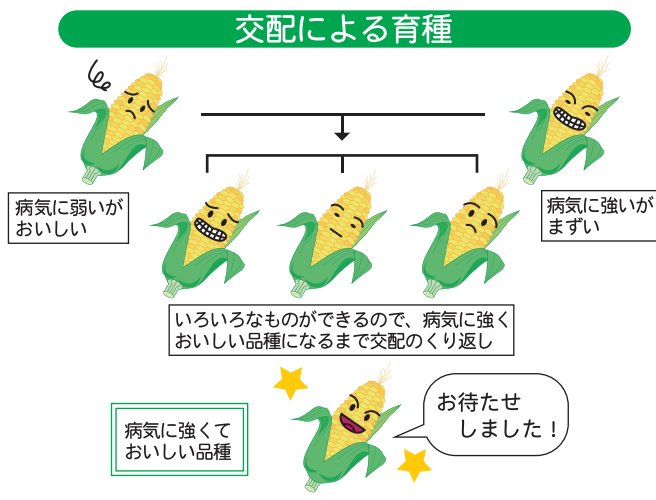 交配による育種
病気に弱いが
おいしい
病気に強いが
まずい
いろいろなものができるので、病気に強く
おいしい品種になるまで交配のくり返し
病気に強くて
おいしい品種
お待たせ
しました！